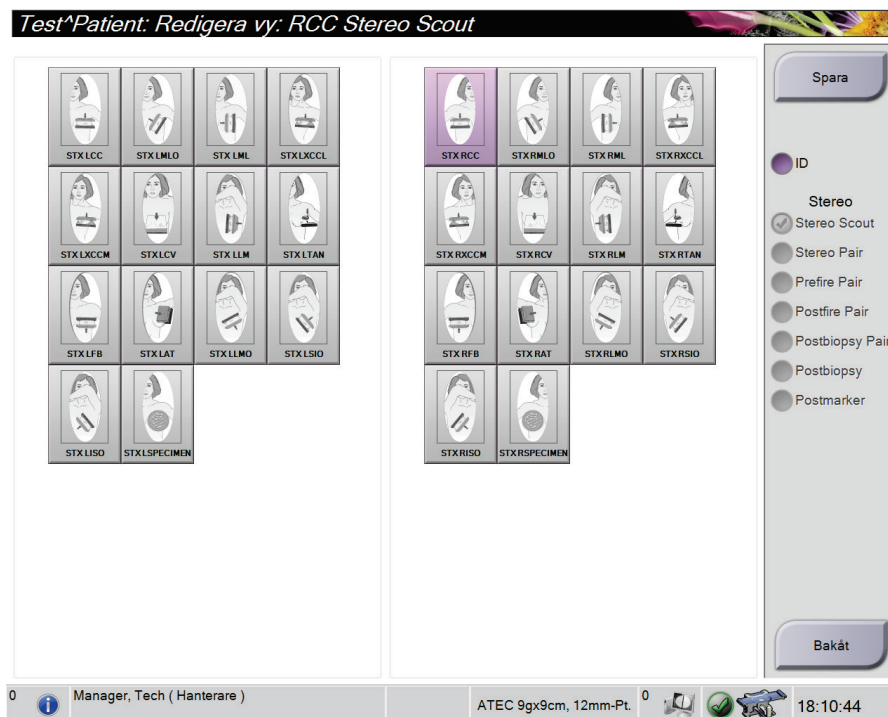 Test^Patient: Redigera vy: RCC Stereo Scout
STX LCC STX LMLO STX LML STX LXCCL
STX LXCCM STX LCV STX LLM STX LTAN
STX LFB STX LAT STX LLMO STX LSIO
STX LISO STX LSPECIMEN
STX RCC STX RMLO STX RML STX RXCCL
STX RXCCM STX RCV STX RLM STX RTAN
STX RFB STX RAT STX RLMO STX RSIO
STX RISO STX RSPECIMEN
Spara
ID
Stereo
Stereo Scout
Stereo Pair
Prefire Pair
Postfire Pair
Postbiopsy Pair
Postbiopsy
Postmarker
Bakåt
0 Manager, Tech ( Hanterare ) ATEC 9gx9cm, 12mm-Pt. 0 18:10:44